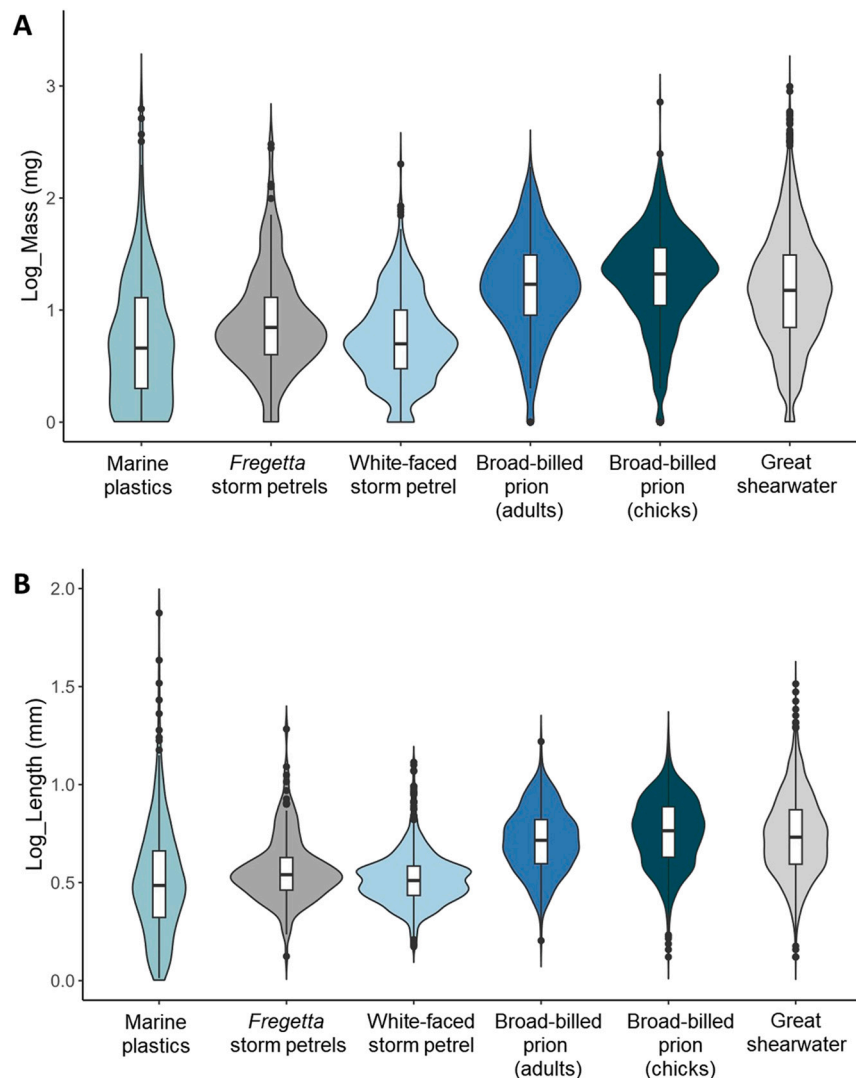 A
Log_Mass (mg)
3
2
1
0
Marine
plastics
Fregetta
storm petrels
White-faced
storm petrel
Broad-billed
prion
(adults)
Broad-billed
prion
(chicks)
Great
shearwater
B
Log_Length (mm)
2.0
1.5
1.0
0.5
0.0
Marine
plastics
Fregetta
storm petrels
White-faced
storm petrel
Broad-billed
prion
(adults)
Broad-billed
prion
(chicks)
Great
shearwater